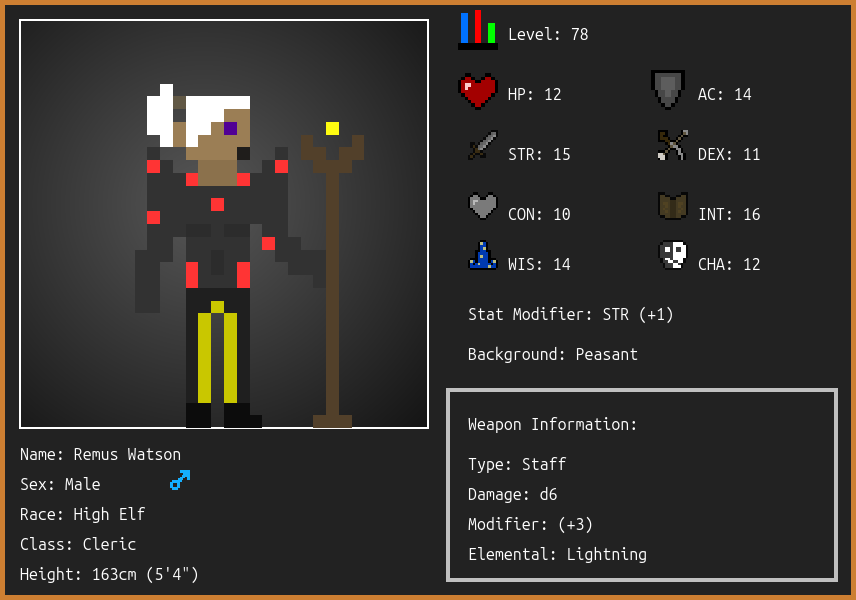 Level: 78
HP: 12
AC: 14
STR: 15
DEX: 11
CON: 10
INT: 16
WIS: 14
CHA: 12
Stat Modifier: STR (+1)
Background: Peasant
Weapon Information:
Type: Staff
Damage: d6
Modifier: (+3)
Elemental: Lightning
Name: Remus Watson
Sex: Male
Race: High Elf
Class: Cleric
Height: 163cm (5'4")